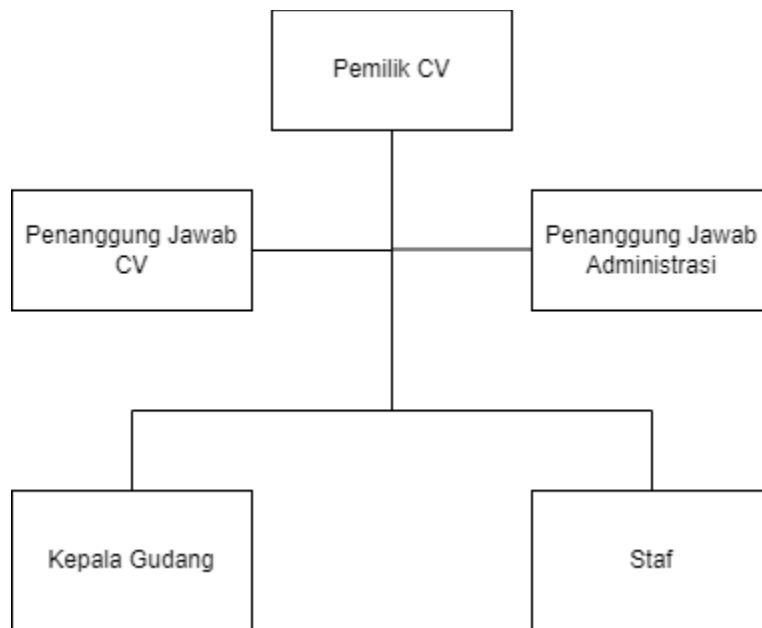 Pemilik CV
Penanggung Jawab
CV
Penanggung Jawab
Administrasi
Kepala Gudang
Staf